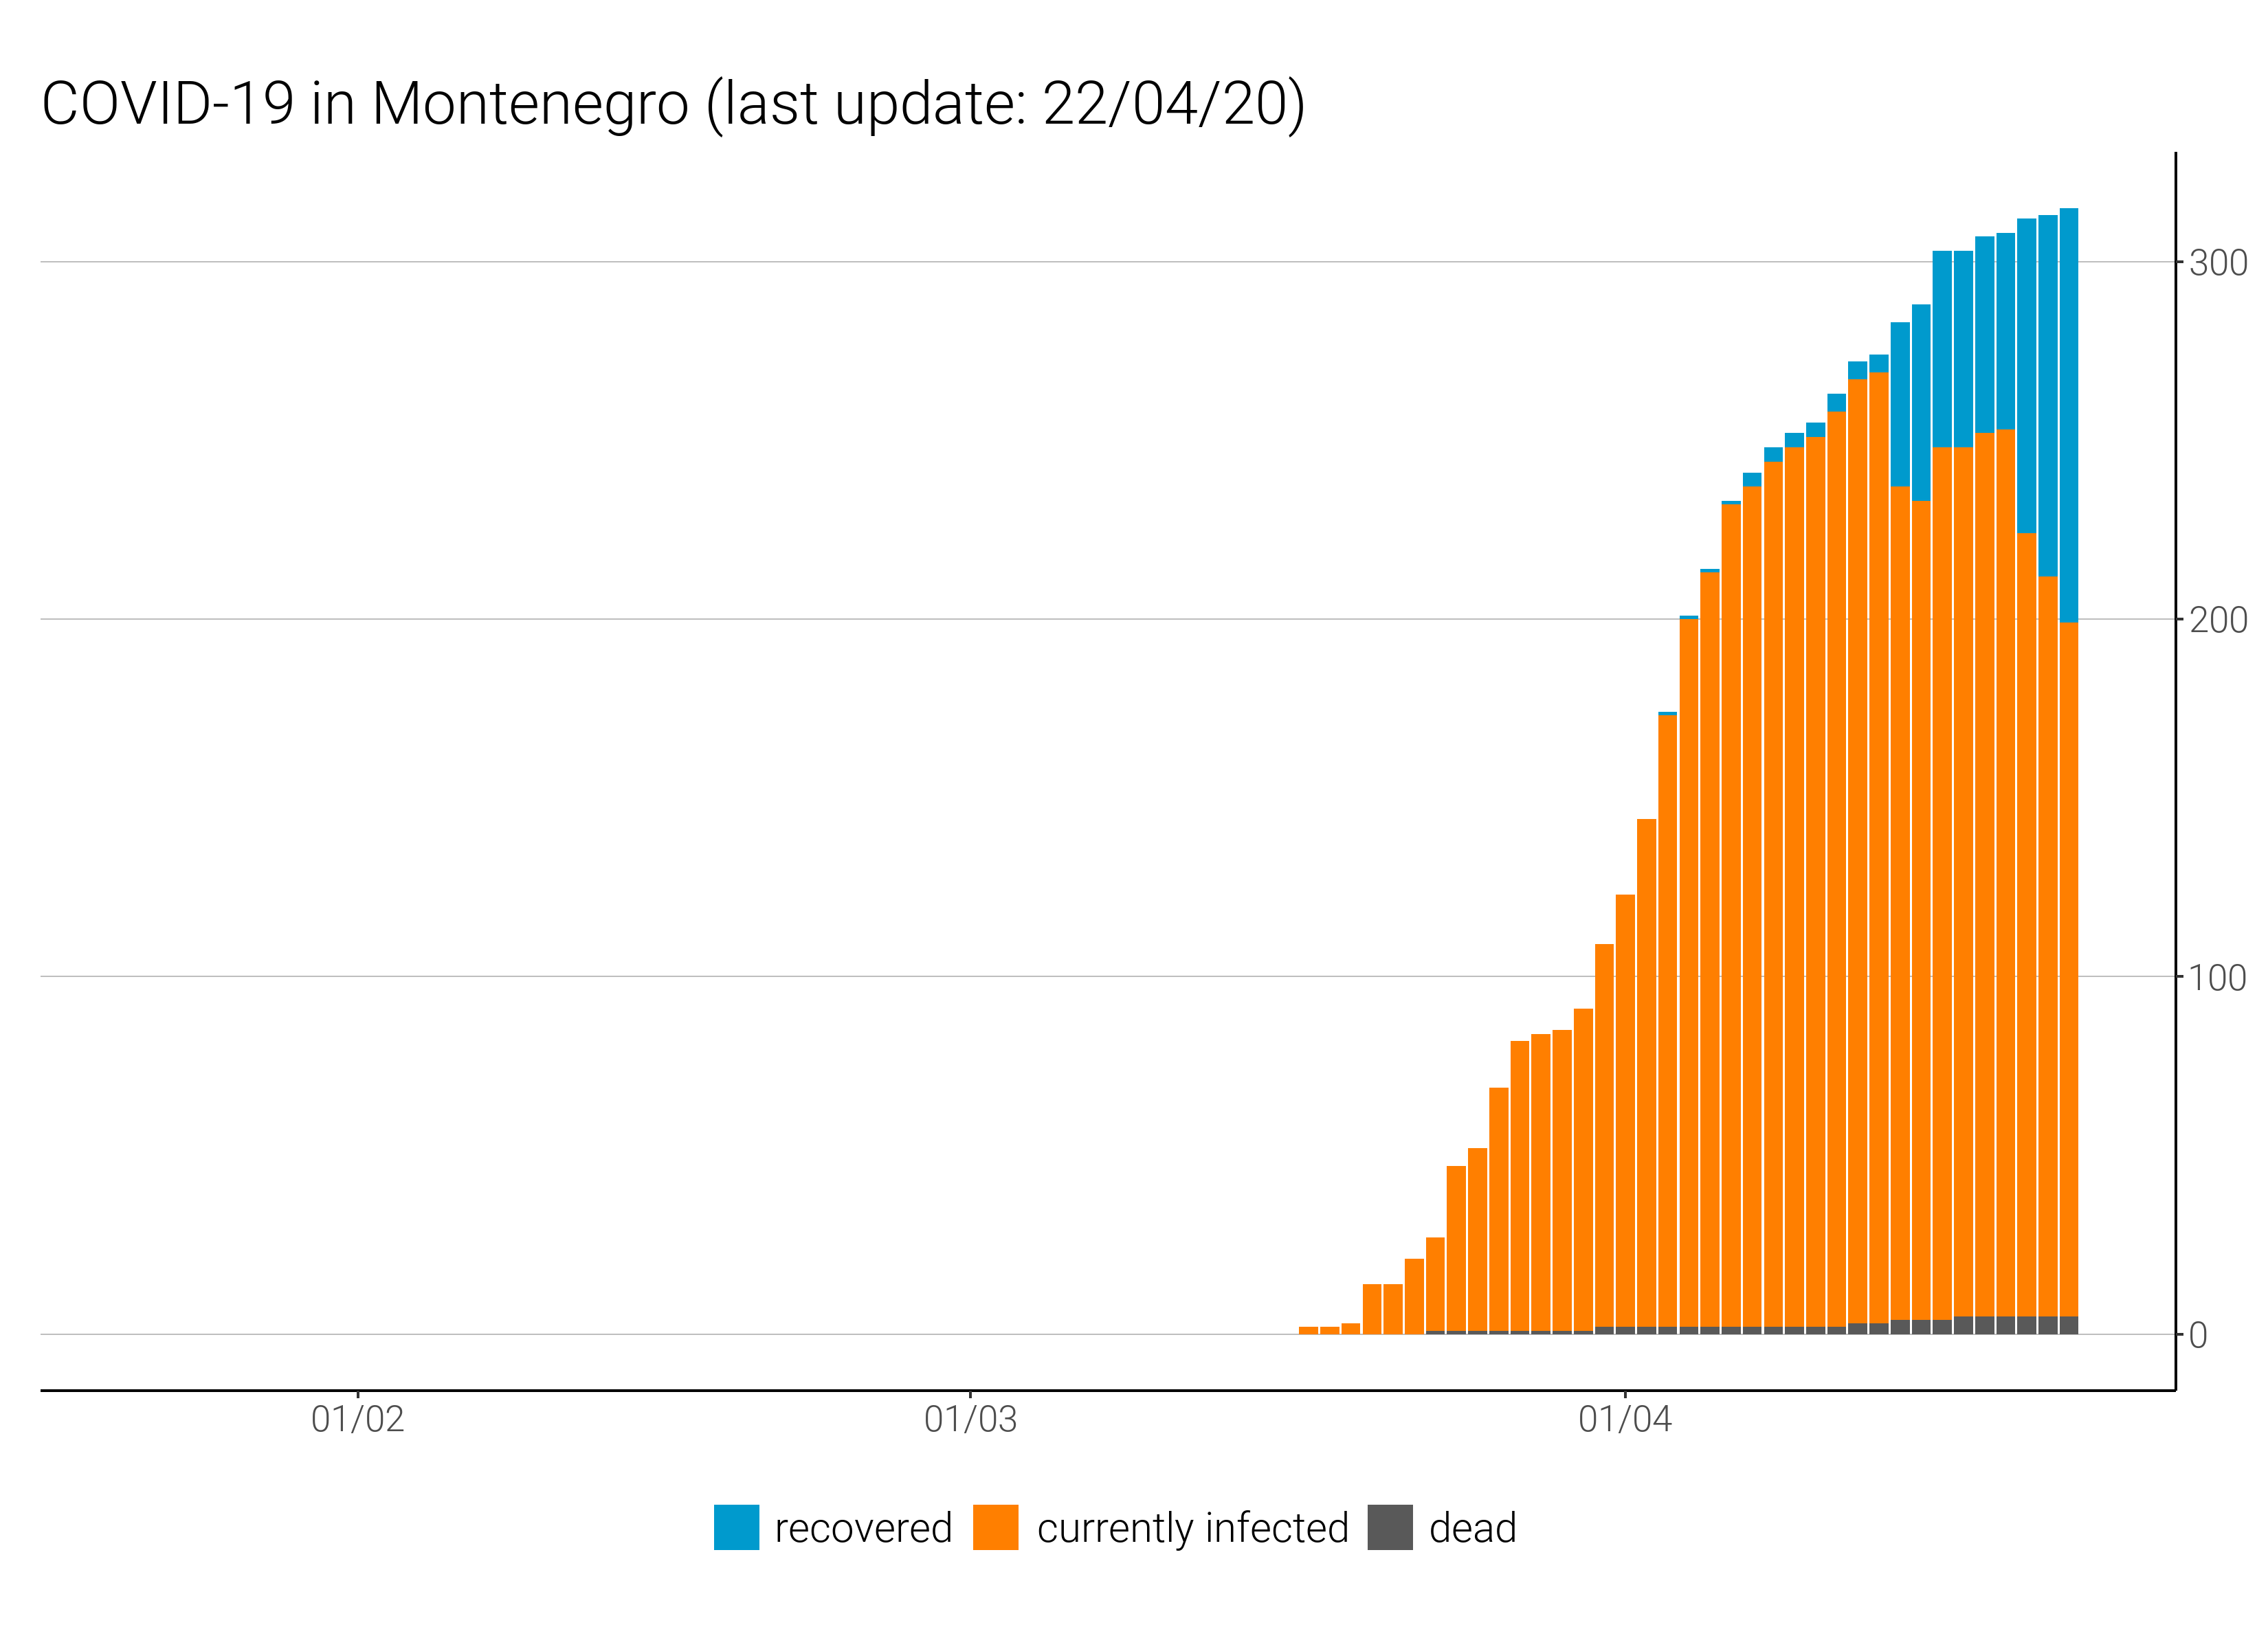 COVID-19 in Montenegro (last update: 22/04/20)
300
200
100
0
01/02 01/03 01/04
recovered currently infected dead